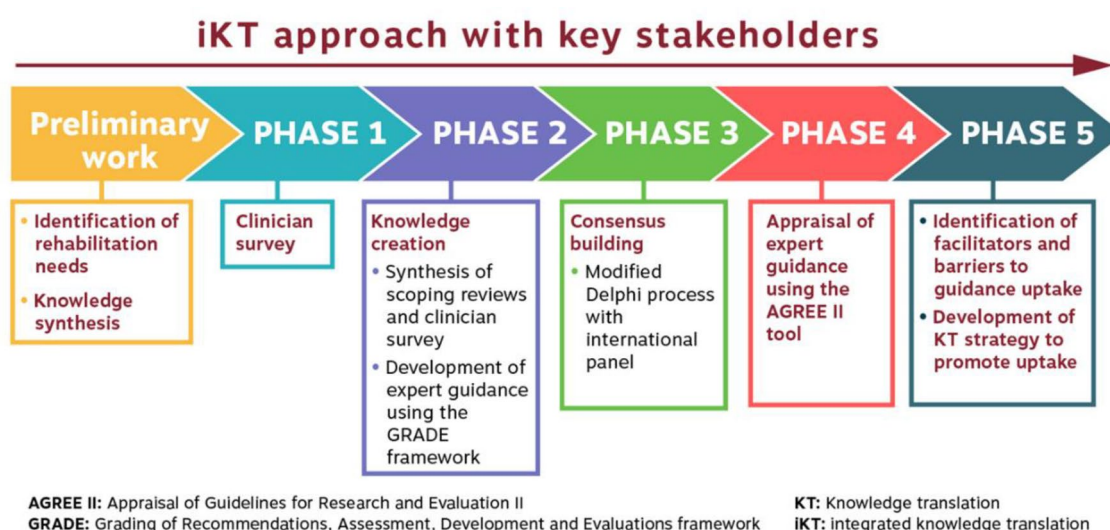 iKT approach with key stakeholders
Preliminary
work
PHASE 1
PHASE 2
PHASE 3
PHASE 4
PHASE 5
• Identification of
rehabilitation
needs
• Knowledge
synthesis
Clinician
survey
Knowledge
creation
• Synthesis of
scoping reviews
and clinician
survey
• Development of
expert guidance
using the
GRADE
framework
Consensus
building
• Modified
Delphi process
with
international
panel
Appraisal of
expert
guidance
using the
AGREE II
tool
• Identification of
facilitators and
barriers to
guidance uptake
• Development of
KT strategy to
promote uptake
AGREE II: Appraisal of Guidelines for Research and Evaluation II
GRADE: Grading of Recommendations, Assessment, Development and Evaluations framework
KT: Knowledge translation
iKT: integrated knowledge translation